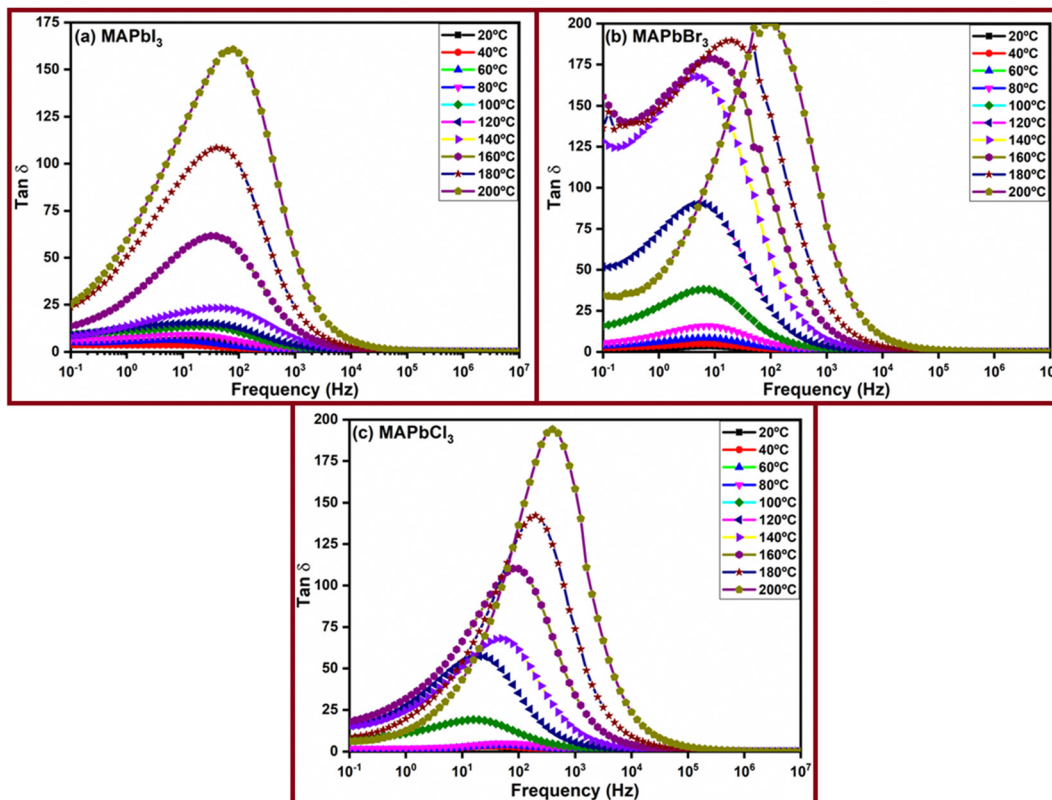 (a) MAPbI₃
175
150
125
100
75
50
25
0
Tan δ
10⁻¹ 10⁰ 10¹ 10² 10³ 10⁴ 10⁵ 10⁶ 10⁷
Frequency (Hz)
20ºC
40ºC
60ºC
80ºC
100ºC
120ºC
140ºC
160ºC
180ºC
200ºC
(b) MAPbBr₃
200
175
150
125
100
75
50
25
0
Tan δ
10⁻¹ 10⁰ 10¹ 10² 10³ 10⁴ 10⁵ 10⁶ 10
Frequency (Hz)
20ºC
40ºC
60ºC
80ºC
100ºC
120ºC
140ºC
160ºC
180ºC
200ºC
(c) MAPbCl₃
200
175
150
125
100
75
50
25
0
Tan δ
10⁻¹ 10⁰ 10¹ 10² 10³ 10⁴ 10⁵ 10⁶ 10⁷
Frequency (Hz)
20ºC
40ºC
60ºC
80ºC
100ºC
120ºC
140ºC
160ºC
180ºC
200ºC